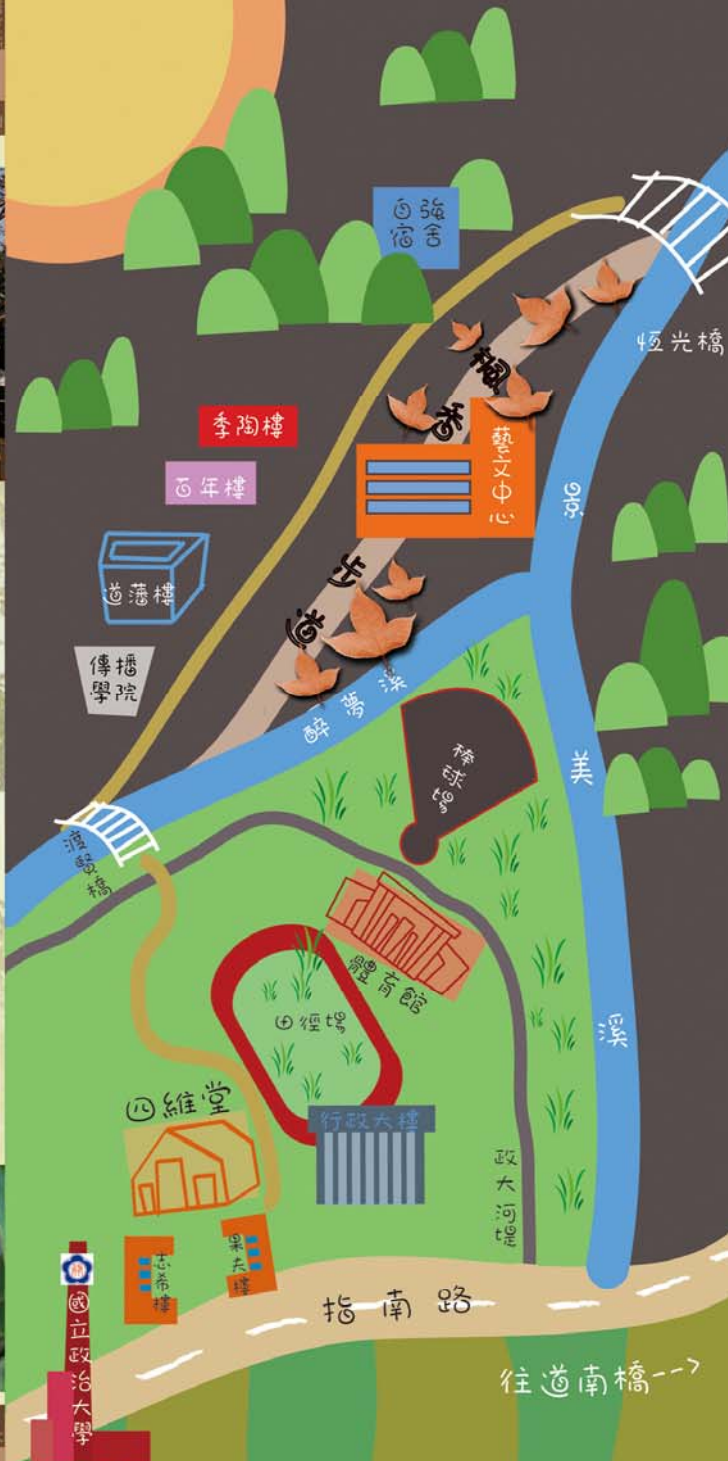 自強
宿舍
恆光橋
楓香步道
季陶樓
藝文中心
百年樓
景美溪
道藩樓
傳播
學院
醉夢溪
棒球場
渡賢橋
體育館
田徑場
四維堂
行政大樓
政大河堤
果夫樓
志希樓
指南路
國立政治大學
往道南橋-->